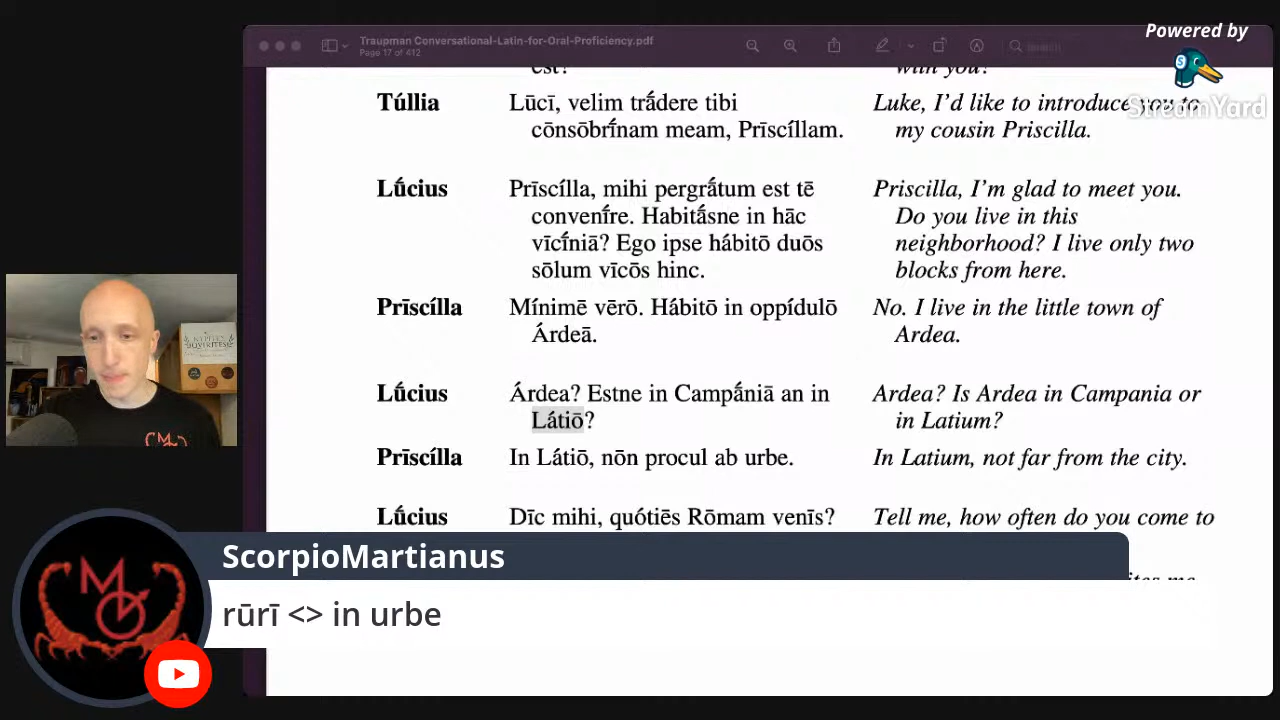 Powered by
StreamYard
Traupman Conversational-Latin-for-Oral-Proficiency.pdf
Page 17 of 412
Search
est? with you?
Túllia Lūcī, velim trā́dere tibi Luke, I'd like to introduce you to
cōnsōbrī́nam meam, Prīscíllam. my cousin Priscilla.
Lū́cius Prīscílla, mihi pergrā́tum est tē Priscilla, I'm glad to meet you.
convenī́re. Habitā́sne in hāc Do you live in this
vīcī́niā? Ego ipse hábitō duōs neighborhood? I live only two
sōlum vīcōs hinc. blocks from here.
Prīscílla Mínimē vērō. Hábitō in oppídulō No. I live in the little town of
Árdeā. Ardea.
Lū́cius Árdea? Estne in Campā́niā an in Ardea? Is Ardea in Campania or
Látiō? in Latium?
Prīscílla In Látiō, nōn procul ab urbe. In Latium, not far from the city.
Lū́cius Dīc mihi, quótiēs Rōmam venīs? Tell me, how often do you come to
ScorpioMartianus
rūrī <> in urbe